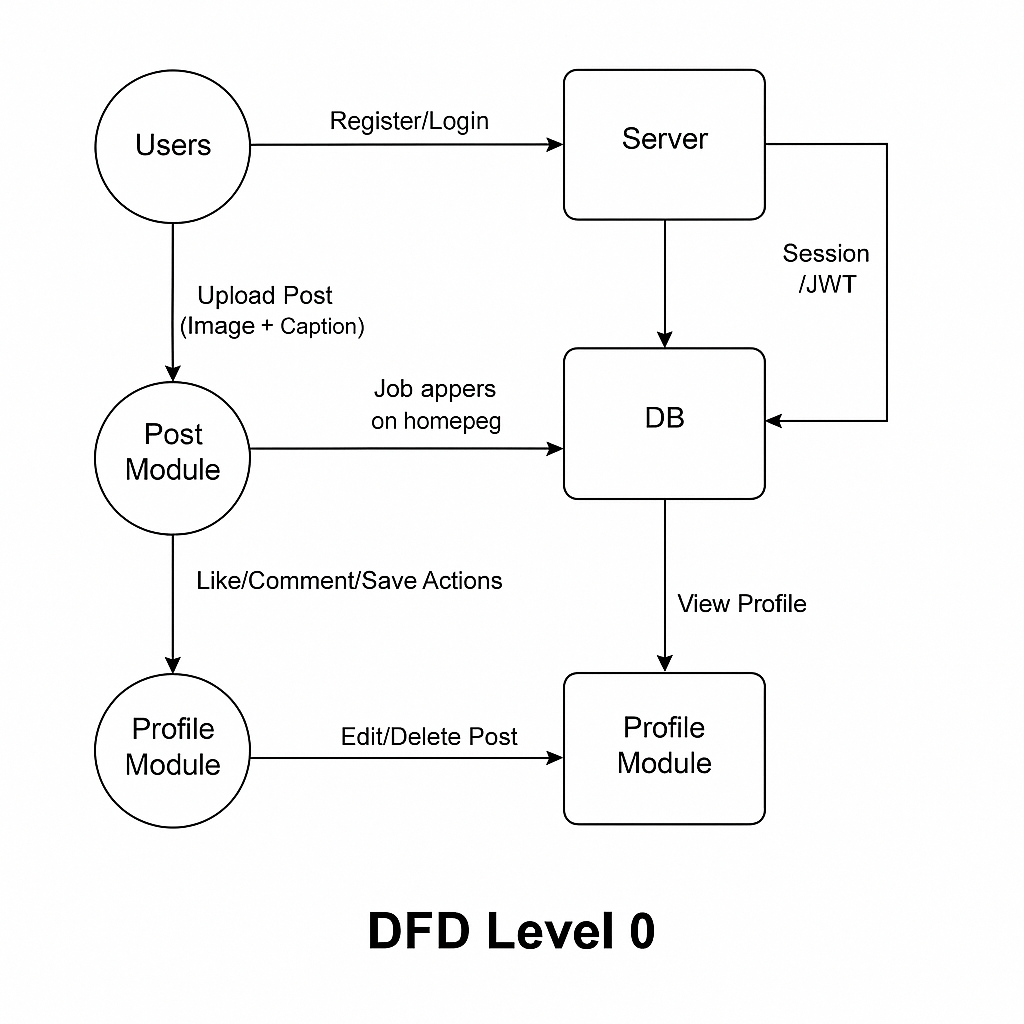 Users
Register/Login
Server
Session
/JWT
Upload Post
(Image + Caption)
Job appers
on homepeg
DB
Post
Module
Like/Comment/Save Actions
View Profile
Profile
Module
Edit/Delete Post
Profile
Module
DFD Level 0